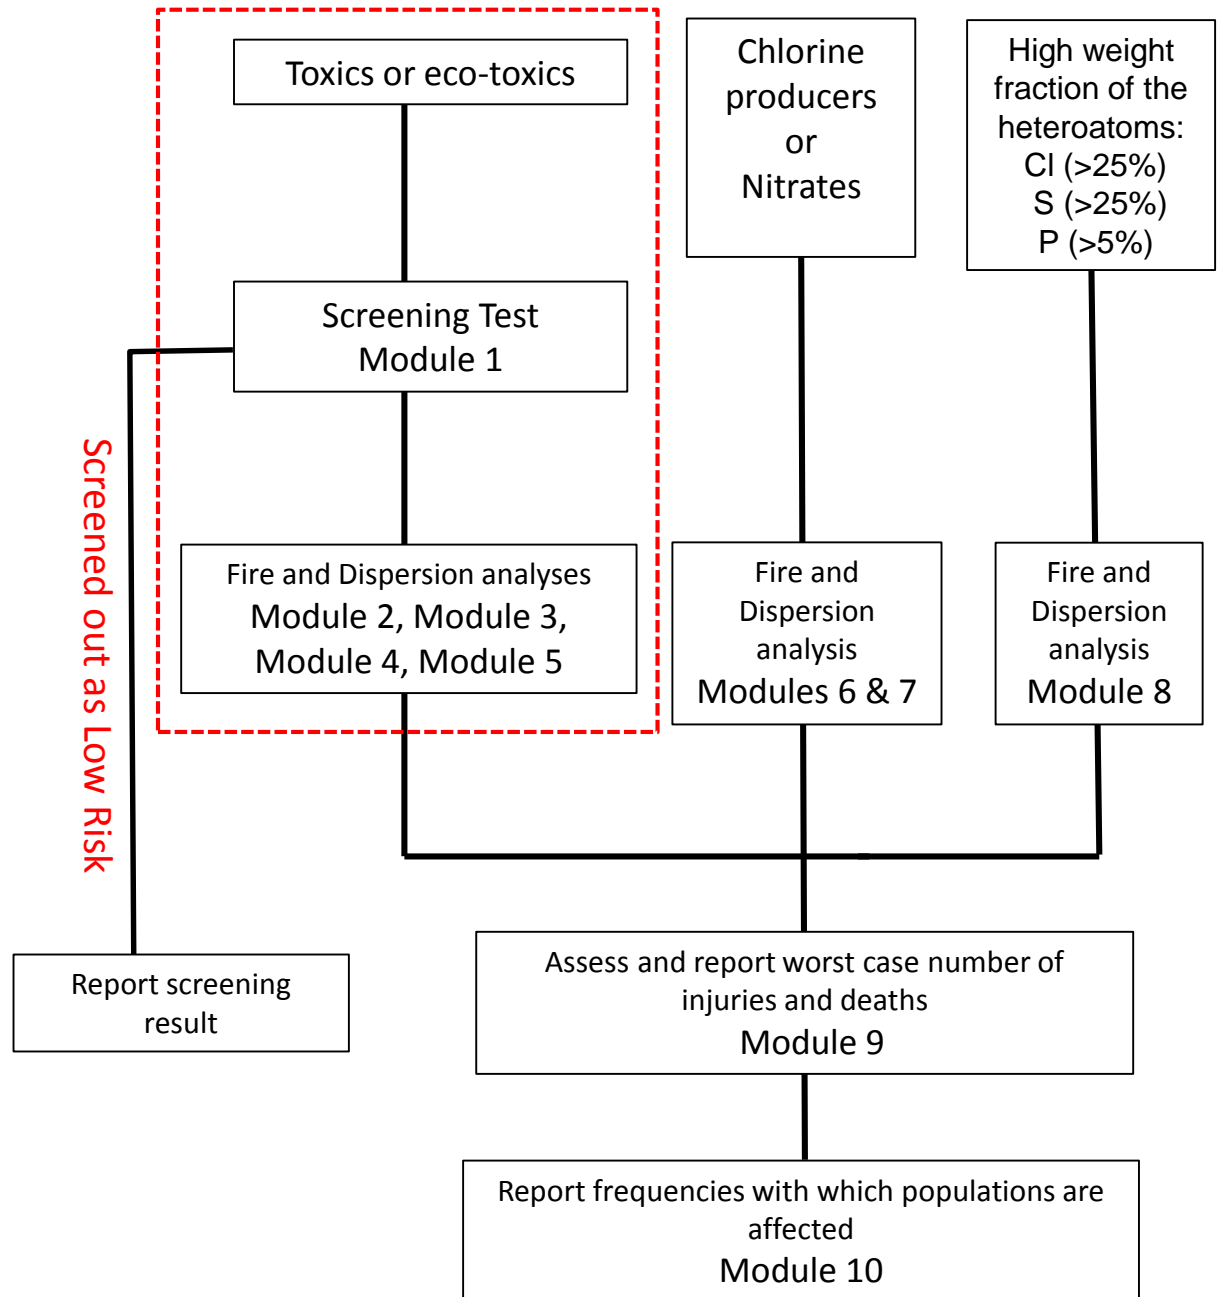 Toxics or eco-toxics
Chlorine
producers
or
Nitrates
High weight
fraction of the
heteroatoms:
Cl (>25%)
S (>25%)
P (>5%)
Screening Test
Module 1
Screened out as Low Risk
Fire and Dispersion analyses
Module 2, Module 3,
Module 4, Module 5
Fire and
Dispersion
analysis
Modules 6 & 7
Fire and
Dispersion
analysis
Module 8
Report screening
result
Assess and report worst case number of
injuries and deaths
Module 9
Report frequencies with which populations are
affected
Module 10